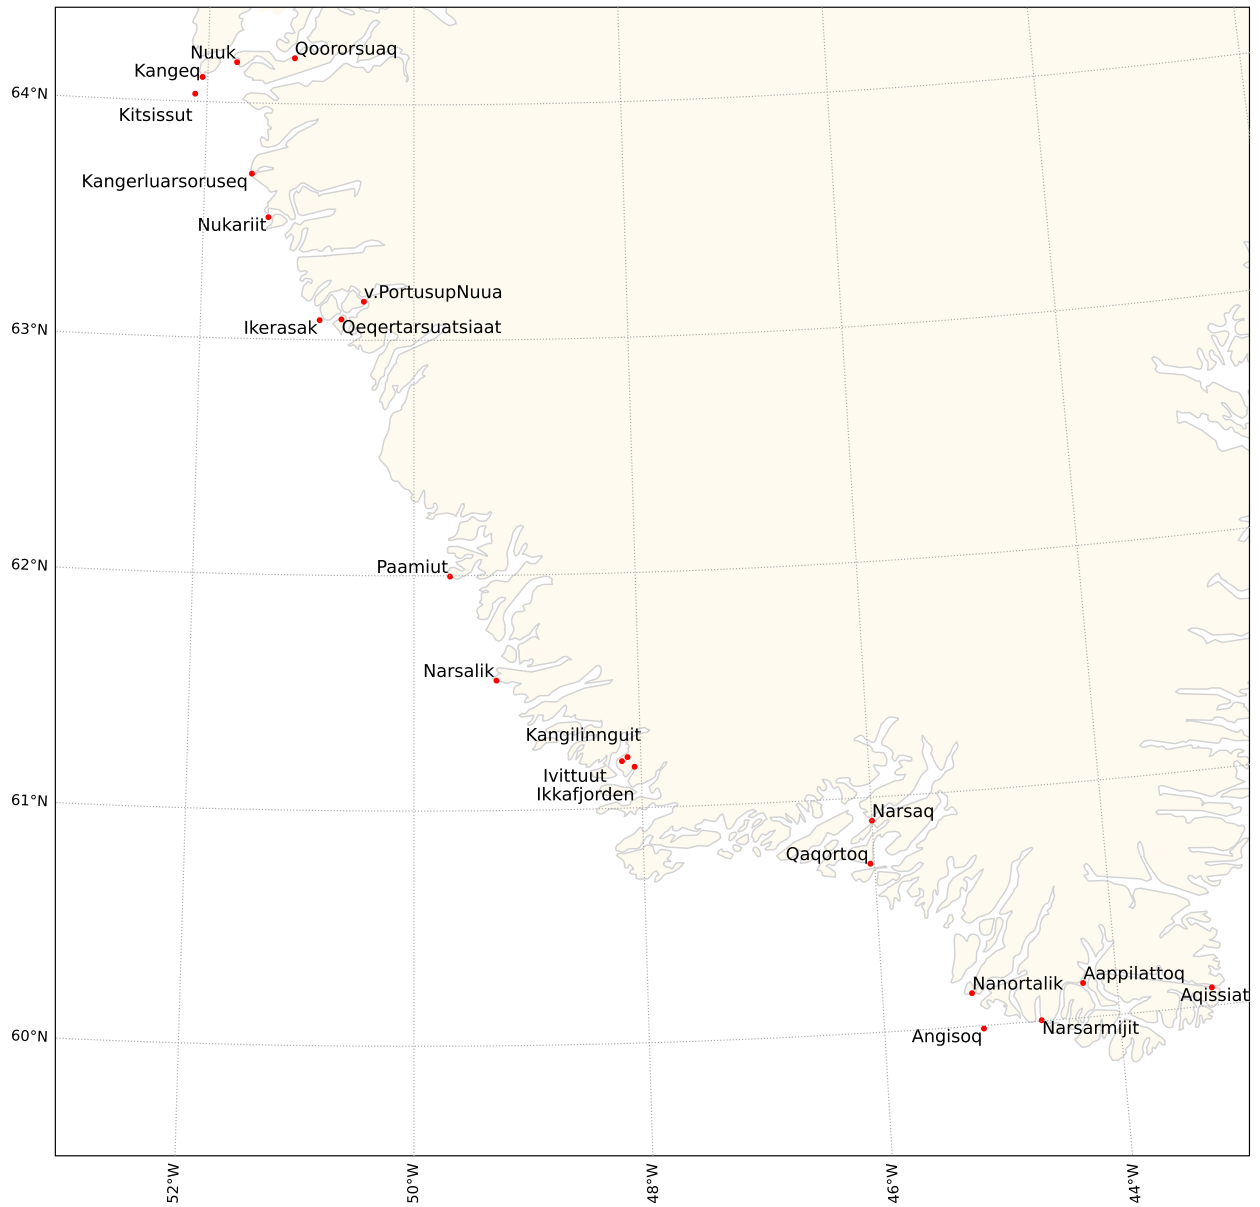 Qoororsuaq
Nuuk
Kangeq
64°N
Kitsissut
Kangerluarsoruseq
Nukariit
v.PortusupNuua
Ikerasak
Qeqertarsuatsiaat
63°N
62°N
Paamiut
Narsalik
Kangilinnguit
Ivittuut
Ikkafjorden
61°N
Narsaq
Qaqortoq
Aappilattoq
Nanortalik
Aqissiat
Narsarmijit
Angisoq
60°N
52°W
50°W
48°W
46°W
44°W